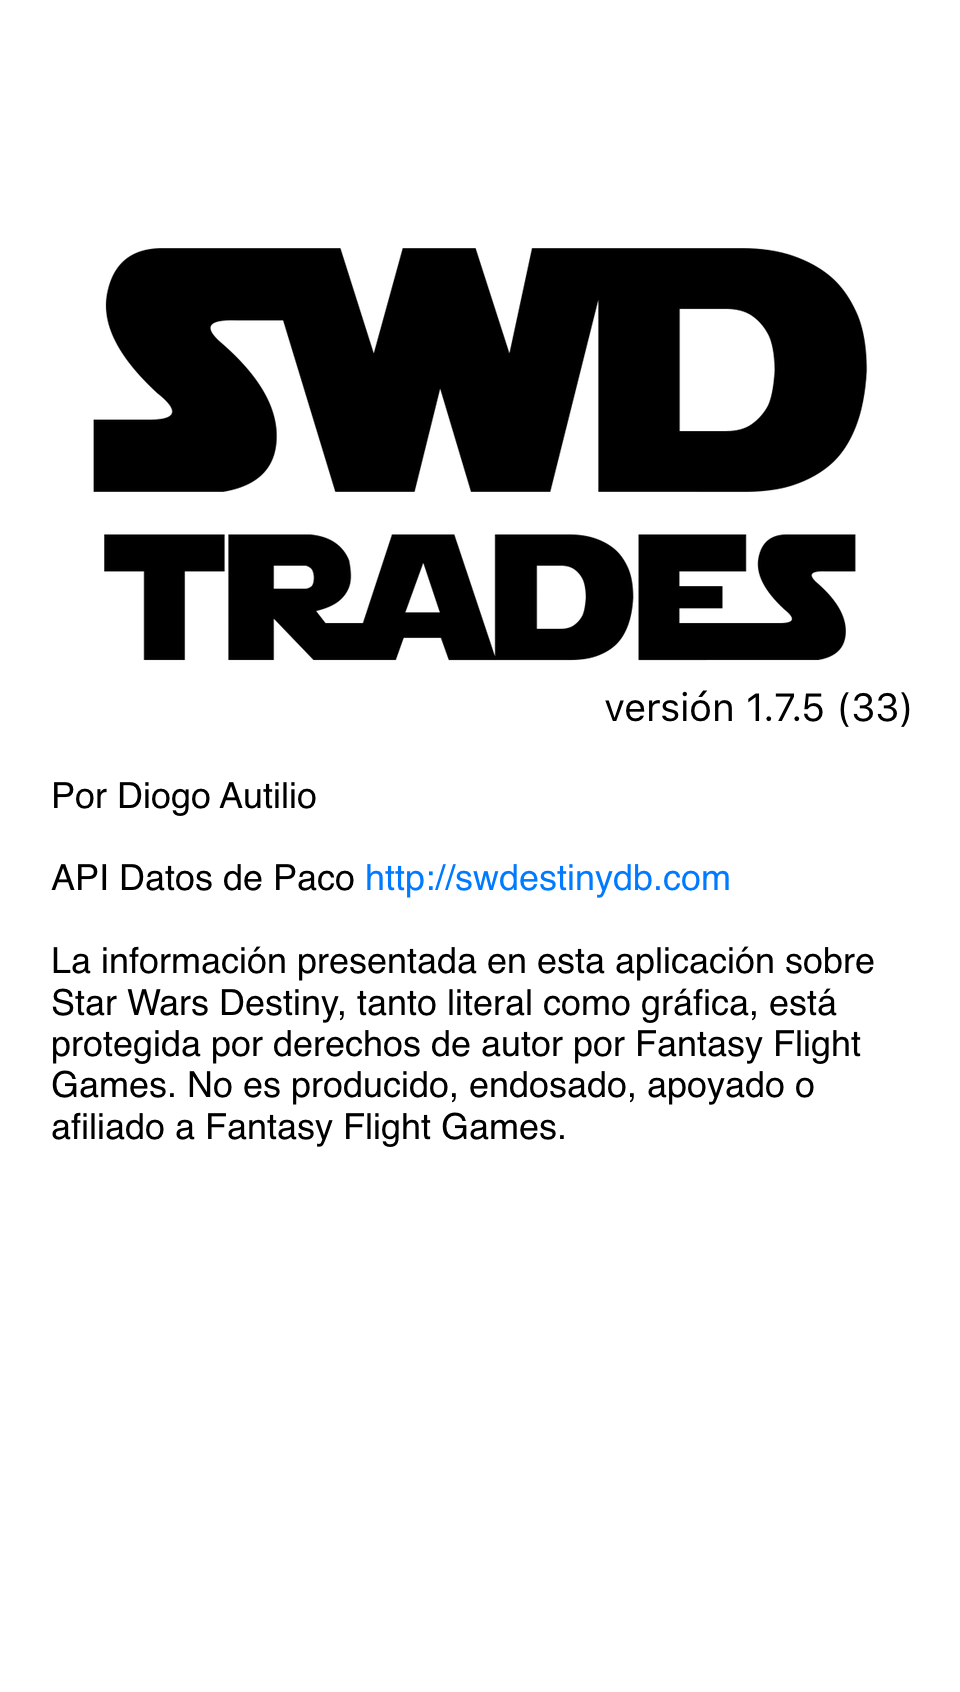 SWD
TRADES
versión 1.7.5 (33)
Por Diogo Autilio
API Datos de Paco http://swdestinydb.com
La información presentada en esta aplicación sobre
Star Wars Destiny, tanto literal como gráfica, está
protegida por derechos de autor por Fantasy Flight
Games. No es producido, endosado, apoyado o
afiliado a Fantasy Flight Games.